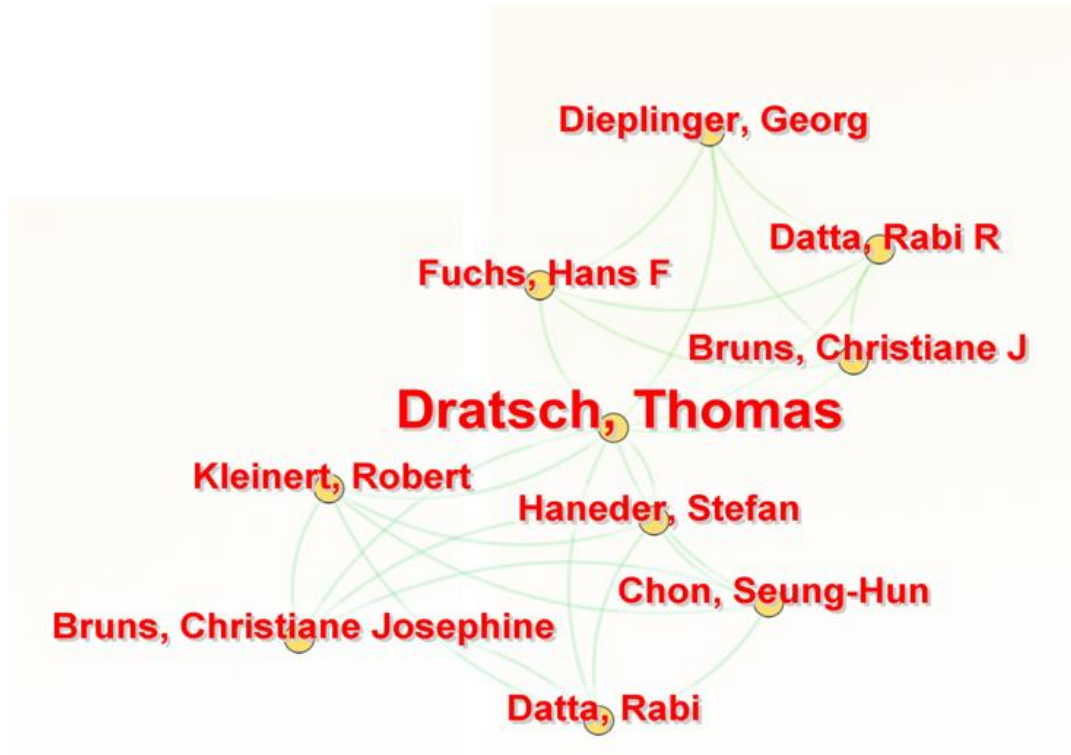 Dieplinger, Georg
Datta, Rabi R
Fuchs, Hans F
Bruns, Christiane J
Dratsch, Thomas
Kleinert, Robert
Haneder, Stefan
Chon, Seung-Hun
Bruns, Christiane Josephine
Datta, Rabi